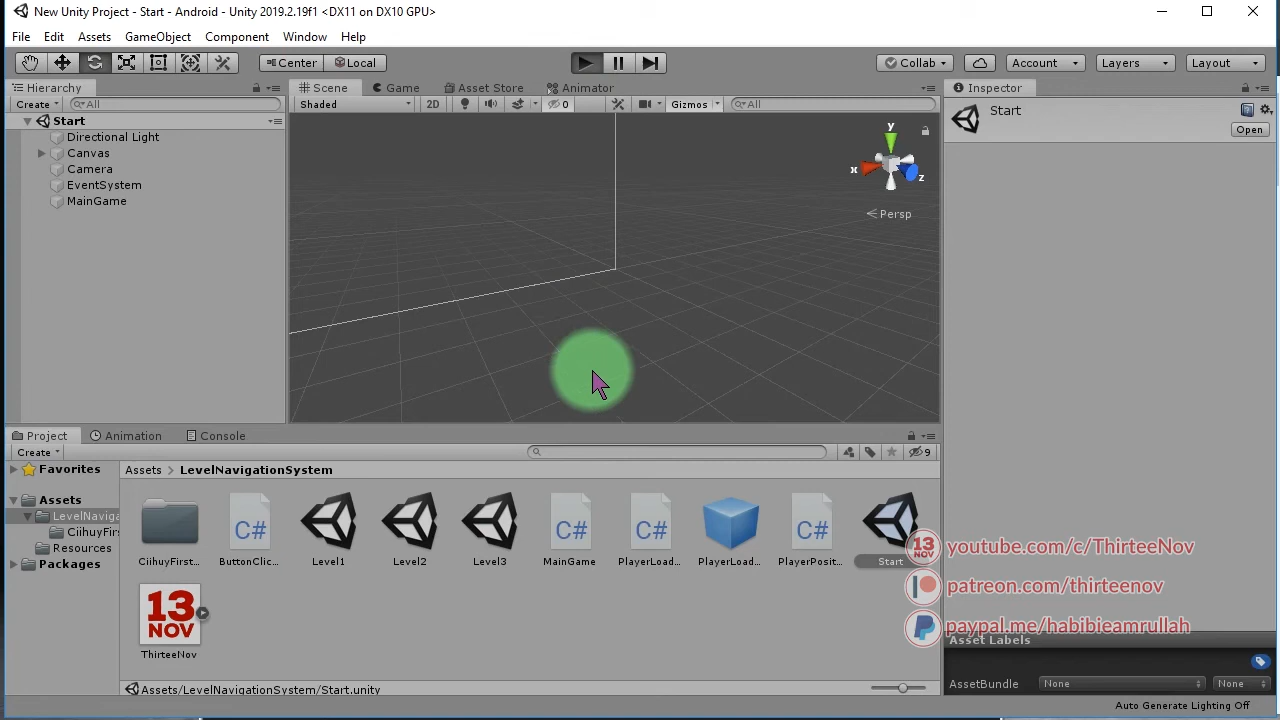 New Unity Project - Start - Android - Unity 2019.2.19f1 <DX11 on DX10 GPU>
File Edit Assets GameObject Component Window Help
Center Local Collab Account Layers Layout
Hierarchy
Create All
Start
Directional Light
Canvas
Camera
EventSystem
MainGame
Scene Game Asset Store Animator
Shaded 2D 0 Gizmos All
y
x
z
Persp
Inspector
Start
Open
Project Animation Console
Create 9
Favorites
Assets
LevelNaviga
CiihuyFirs
Resources
Packages
Assets LevelNavigationSystem
C# C# C# C#
CiihuyFirst... ButtonClic... Level1 Level2 Level3 MainGame PlayerLoad... PlayerLoad... PlayerPosit... Start
13
NOV
ThirteeNov
Assets/LevelNavigationSystem/Start.unity
13
NOV
youtube.com/c/ThirteeNov
patreon.com/thirteenov
paypal.me/habibieamrullah
Asset Labels
AssetBundle None None
Auto Generate Lighting Off